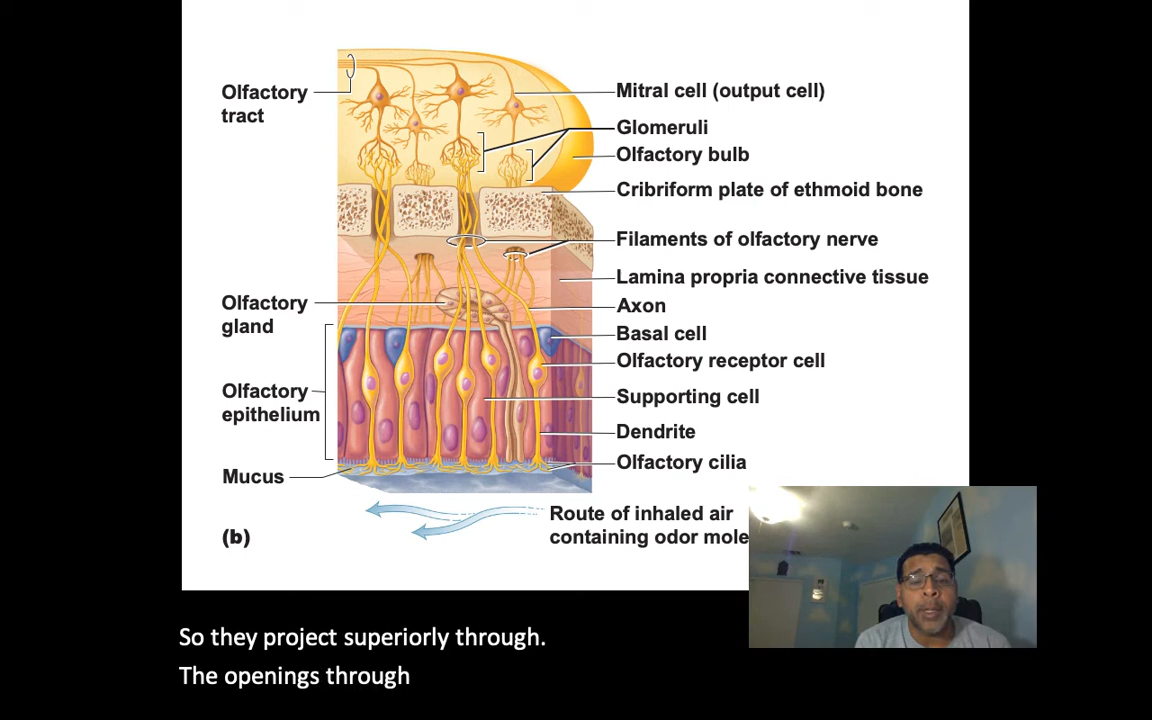 Olfactory
tract
Mitral cell (output cell)
Glomeruli
Olfactory bulb
Cribriform plate of ethmoid bone
Filaments of olfactory nerve
Lamina propria connective tissue
Olfactory
gland
Axon
Basal cell
Olfactory receptor cell
Olfactory
epithelium
Supporting cell
Dendrite
Olfactory cilia
Mucus
Route of inhaled air
containing odor mole
(b)
So they project superiorly through.
The openings through